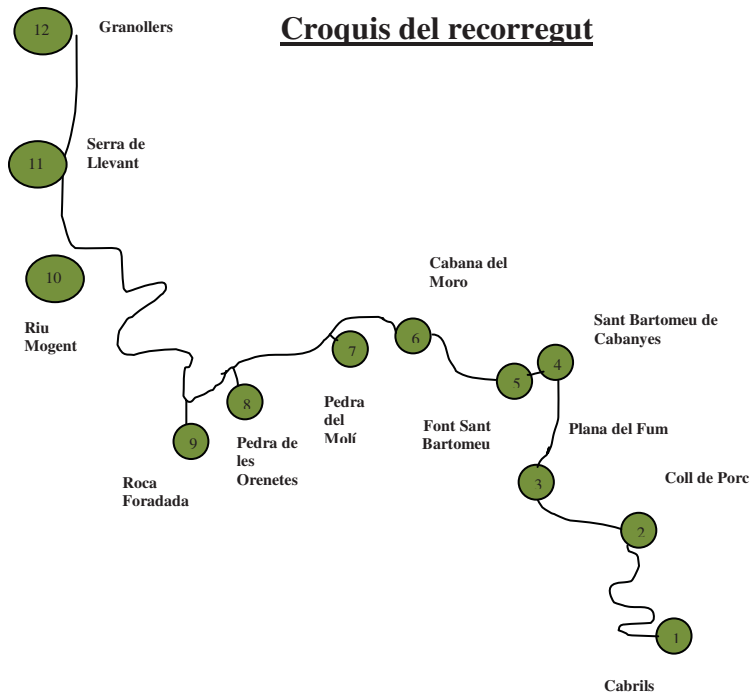 Croquis del recorregut
12
Granollers
11
Serra de
Llevant
10
Riu
Mogent
Cabana del
Moro
Sant Bartomeu de
Cabanyes
6
7
4
5
8
Pedra
del
Molí
Font Sant
Bartomeu
Plana del Fum
9
Pedra de
les
Orenetes
Roca
Foradada
3
Coll de Porc
2
1
Cabrils